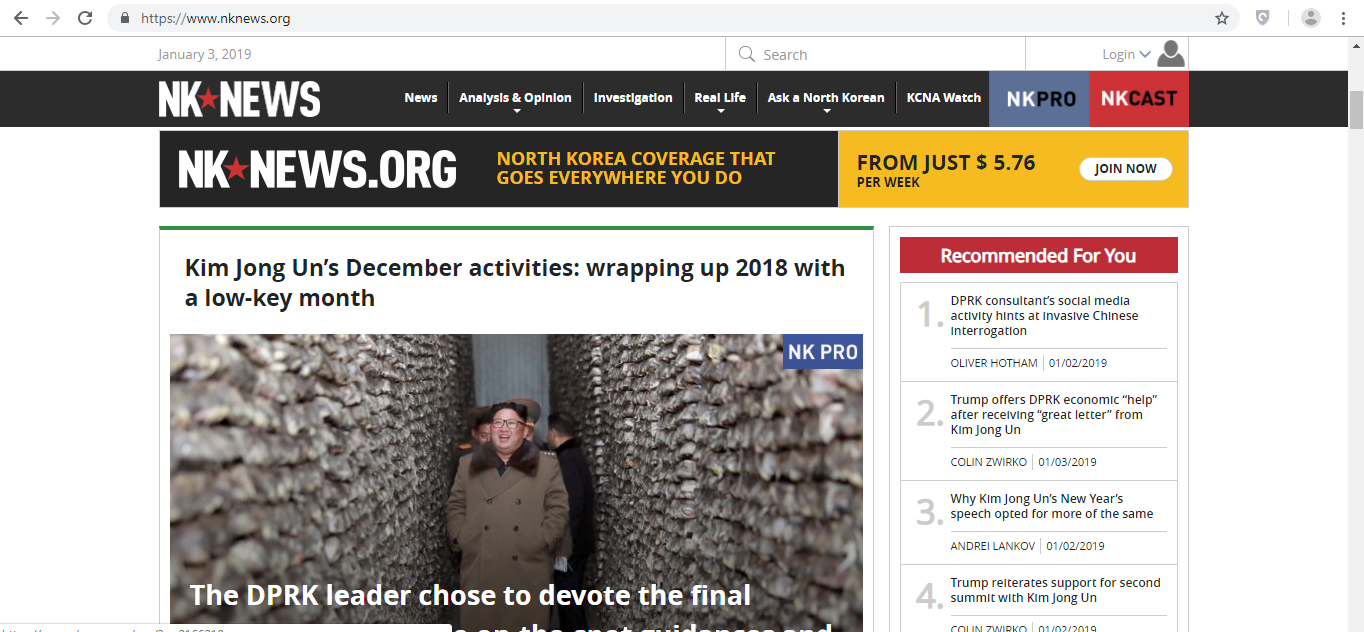 https://www.nknews.org
January 3, 2019
Search
Login
NK NEWS
News
Analysis & Opinion
Investigation
Real Life
Ask a North Korean
KCNA Watch
NKPRO
NKCAST
NK NEWS.ORG
NORTH KOREA COVERAGE THAT
GOES EVERYWHERE YOU DO
FROM JUST $ 5.76
PER WEEK
JOIN NOW
Kim Jong Un’s December activities: wrapping up 2018 with
a low-key month
NK PRO
The DPRK leader chose to devote the final
on-the-spot guidances and
Recommended For You
1.
DPRK consultant’s social media
activity hints at invasive Chinese
interrogation
OLIVER HOTHAM 01/02/2019
2.
Trump offers DPRK economic “help”
after receiving “great letter” from
Kim Jong Un
COLIN ZWIRKO 01/03/2019
3.
Why Kim Jong Un’s New Year’s
speech opted for more of the same
ANDREI LANKOV 01/02/2019
4.
Trump reiterates support for second
summit with Kim Jong Un
COLIN ZWIRKO 01/02/2019